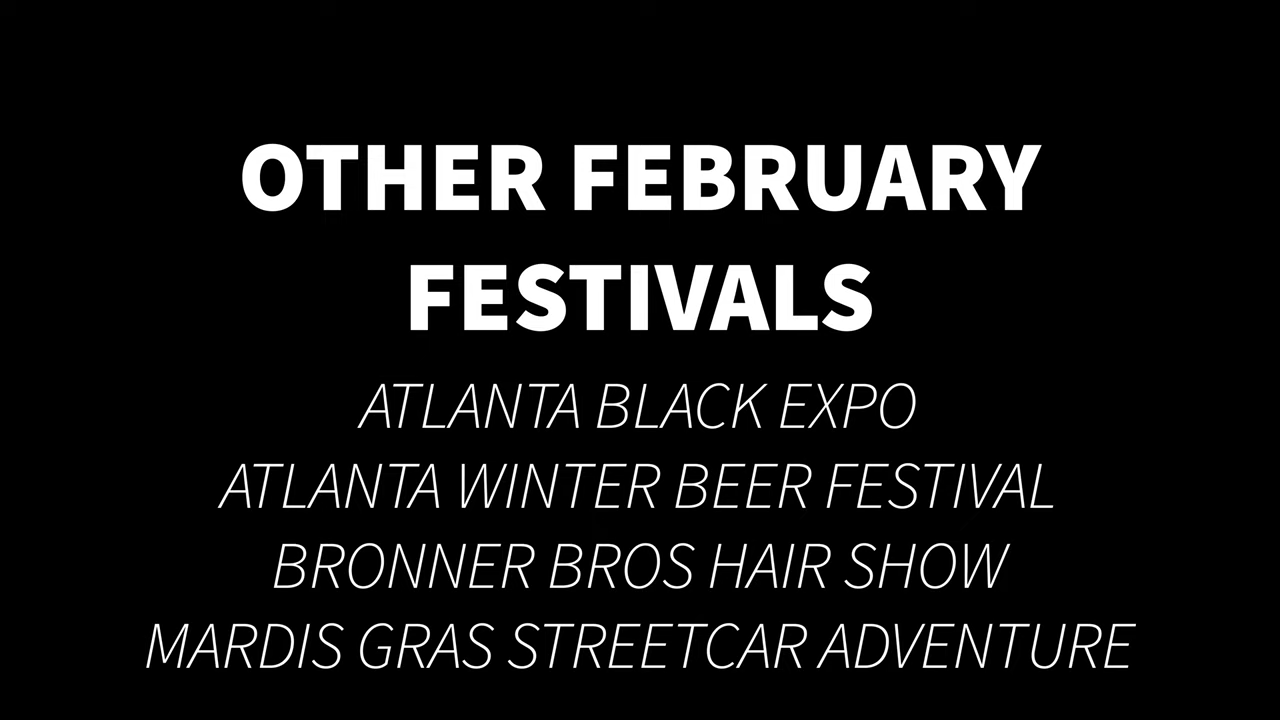 OTHER FEBRUARY
FESTIVALS
ATLANTA BLACK EXPO
ATLANTA WINTER BEER FESTIVAL
BRONNER BROS HAIR SHOW
MARDIS GRAS STREETCAR ADVENTURE